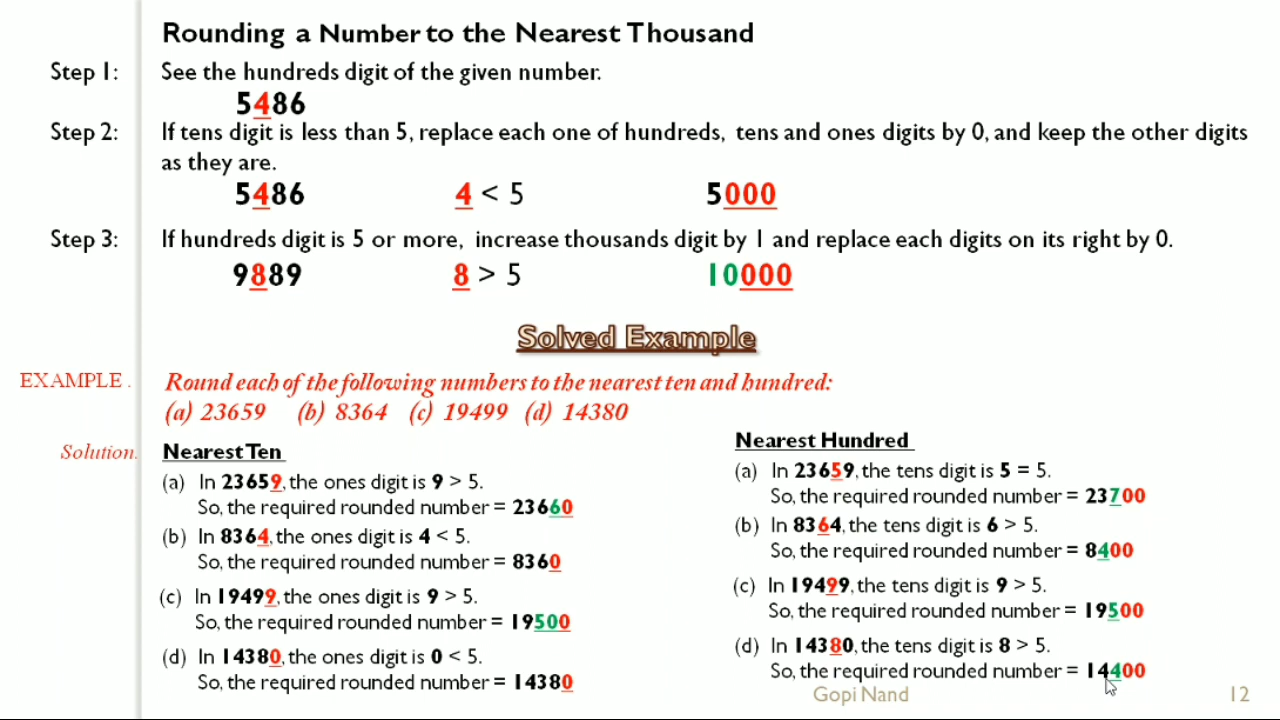 Rounding a Number to the Nearest Thousand
Step 1: See the hundreds digit of the given number.
5486
Step 2: If tens digit is less than 5, replace each one of hundreds, tens and ones digits by 0, and keep the other digits
as they are.
5486 4 < 5 5000
Step 3: If hundreds digit is 5 or more, increase thousands digit by 1 and replace each digits on its right by 0.
9889 8 > 5 10000
Solved Example
EXAMPLE . Round each of the following numbers to the nearest ten and hundred:
(a) 23659 (b) 8364 (c) 19499 (d) 14380
Solution. Nearest Ten
(a) In 23659, the ones digit is 9 > 5.
So, the required rounded number = 23660
(b) In 8364, the ones digit is 4 < 5.
So, the required rounded number = 8360
(c) In 19499, the ones digit is 9 > 5.
So, the required rounded number = 19500
(d) In 14380, the ones digit is 0 < 5.
So, the required rounded number = 14380
Nearest Hundred
(a) In 23659, the tens digit is 5 = 5.
So, the required rounded number = 23700
(b) In 8364, the tens digit is 6 > 5.
So, the required rounded number = 8400
(c) In 19499, the tens digit is 9 > 5.
So, the required rounded number = 19500
(d) In 14380, the tens digit is 8 > 5.
So, the required rounded number = 14400
Gopi Nand 12